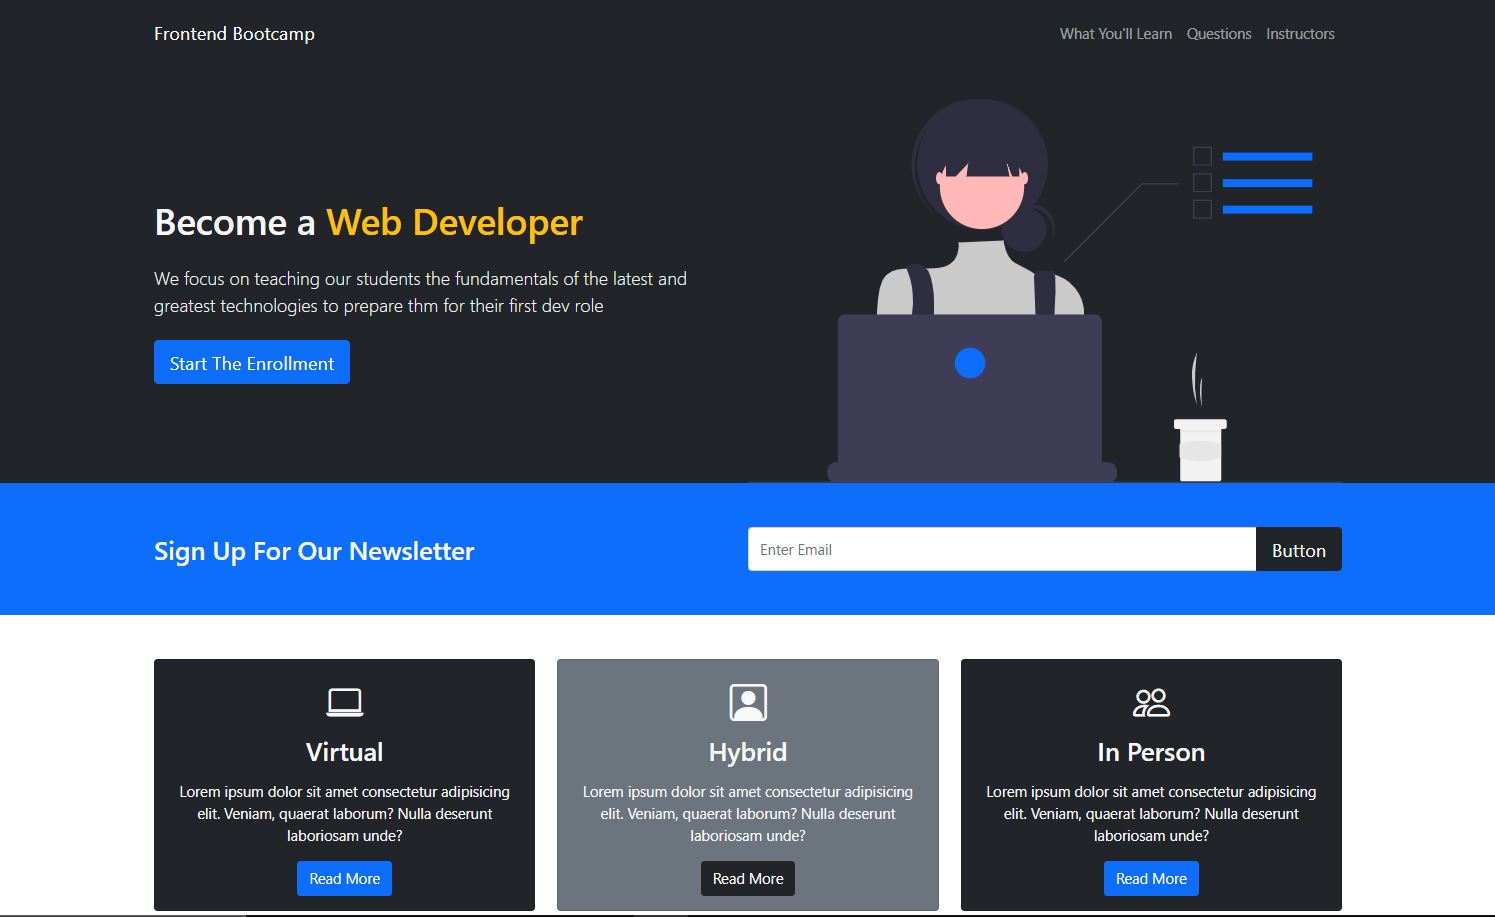 Frontend Bootcamp
What You'll Learn Questions Instructors
Become a Web Developer
We focus on teaching our students the fundamentals of the latest and
greatest technologies to prepare thm for their first dev role
Start The Enrollment
Sign Up For Our Newsletter
Enter Email
Button
Virtual
Lorem ipsum dolor sit amet consectetur adipisicing
elit. Veniam, quaerat laborum? Nulla deserunt
laboriosam unde?
Read More
Hybrid
Lorem ipsum dolor sit amet consectetur adipisicing
elit. Veniam, quaerat laborum? Nulla deserunt
laboriosam unde?
Read More
In Person
Lorem ipsum dolor sit amet consectetur adipisicing
elit. Veniam, quaerat laborum? Nulla deserunt
laboriosam unde?
Read More